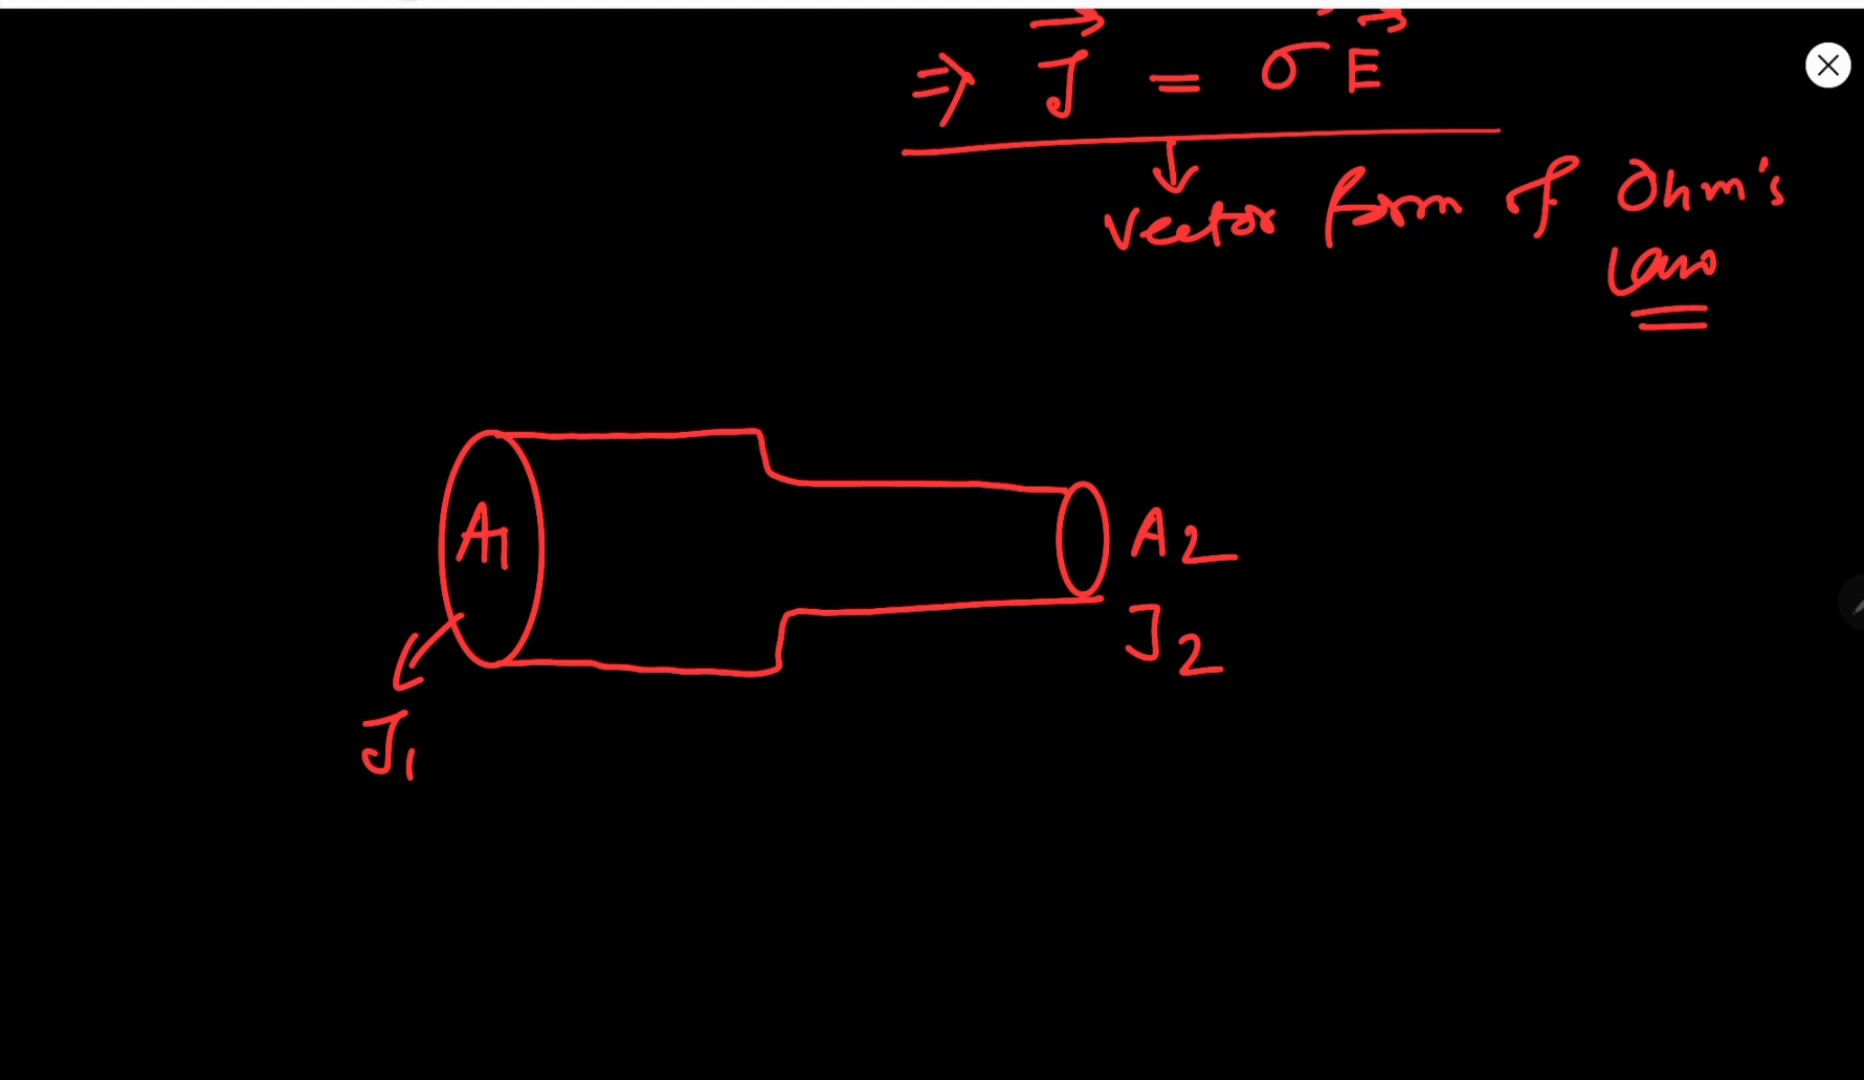 ⇒ J⃗ = σ E⃗
vector form of Ohm's
Law
A1
A2
J2
J1